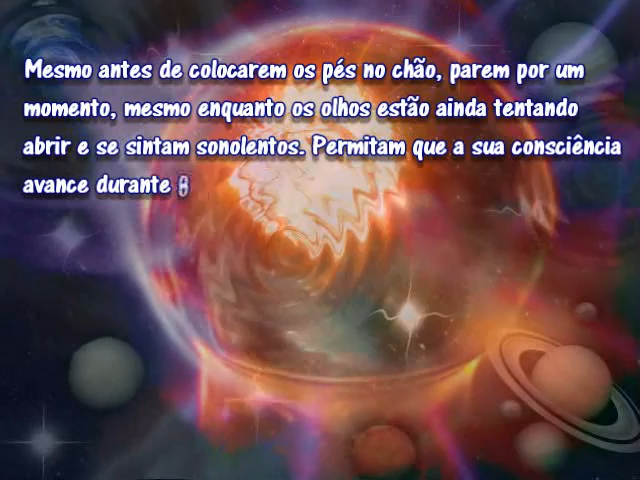 Mesmo antes de colocarem os pés no chão, parem por um
momento, mesmo enquanto os olhos estão ainda tentando
abrir e se sintam sonolentos. Permitam que a sua consciência
avance durante